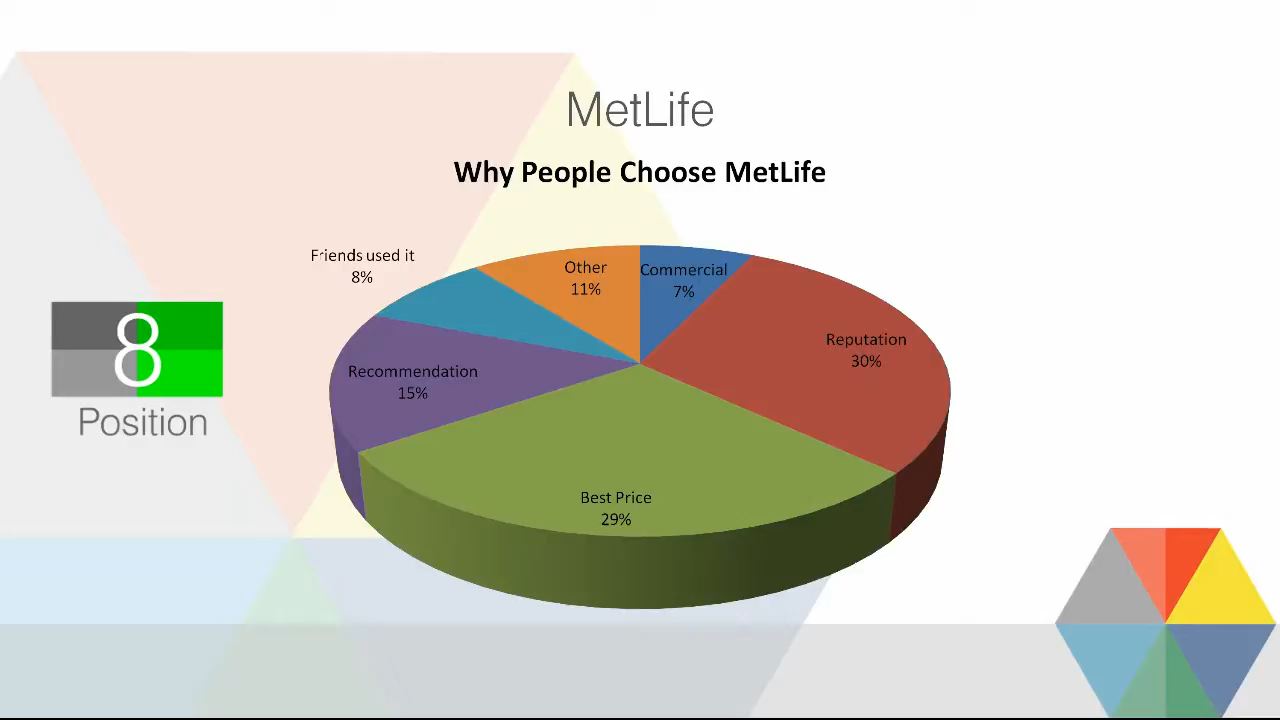 MetLife
Why People Choose MetLife
Friends used it
8%
Other
11%
Commercial
7%
Reputation
30%
Recommendation
15%
Best Price
29%
8
Position